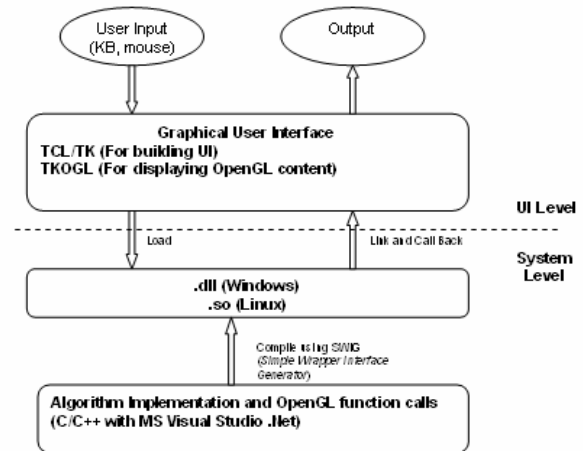 User Input
(KB, mouse)
Output
Graphical User Interface
TCL/TK (For building UI)
TKOGL (For displaying OpenGL content)
UI Level
Load
Link and Call Back
System
Level
.dll (Windows)
.so (Linux)
Compile using SWIG
(Simple Wrapper Interface
Generator)
Algorithm Implementation and OpenGL function calls
(C/C++ with MS Visual Studio .Net)